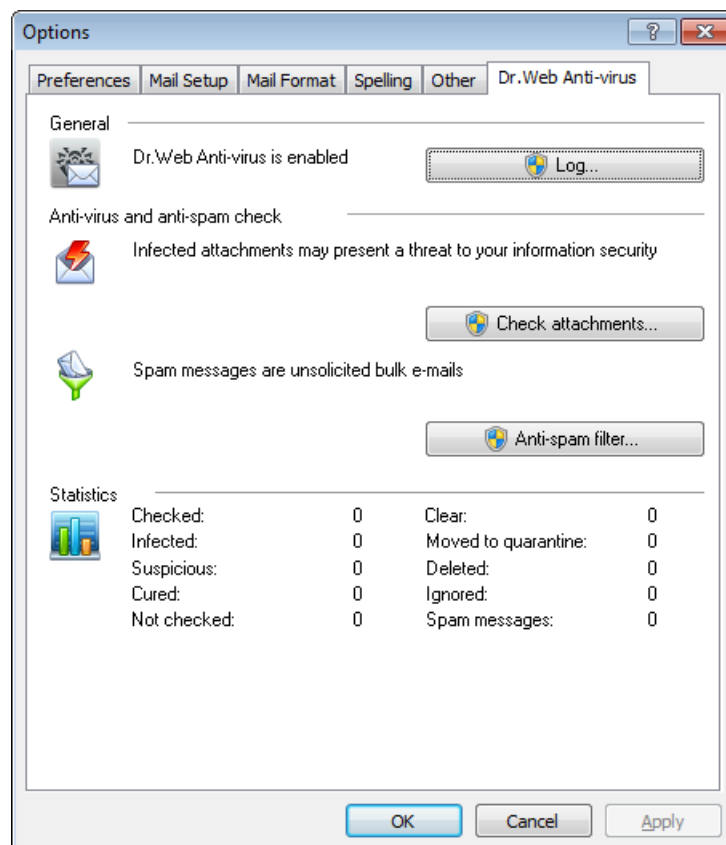 Options
Preferences Mail Setup Mail Format Spelling Other Dr.Web Anti-virus
General
Dr.Web Anti-virus is enabled Log...
Anti-virus and anti-spam check
Infected attachments may present a threat to your information security
Check attachments...
Spam messages are unsolicited bulk e-mails
Anti-spam filter...
Statistics
Checked: 0 Clear: 0
Infected: 0 Moved to quarantine: 0
Suspicious: 0 Deleted: 0
Cured: 0 Ignored: 0
Not checked: 0 Spam messages: 0
OK Cancel Apply